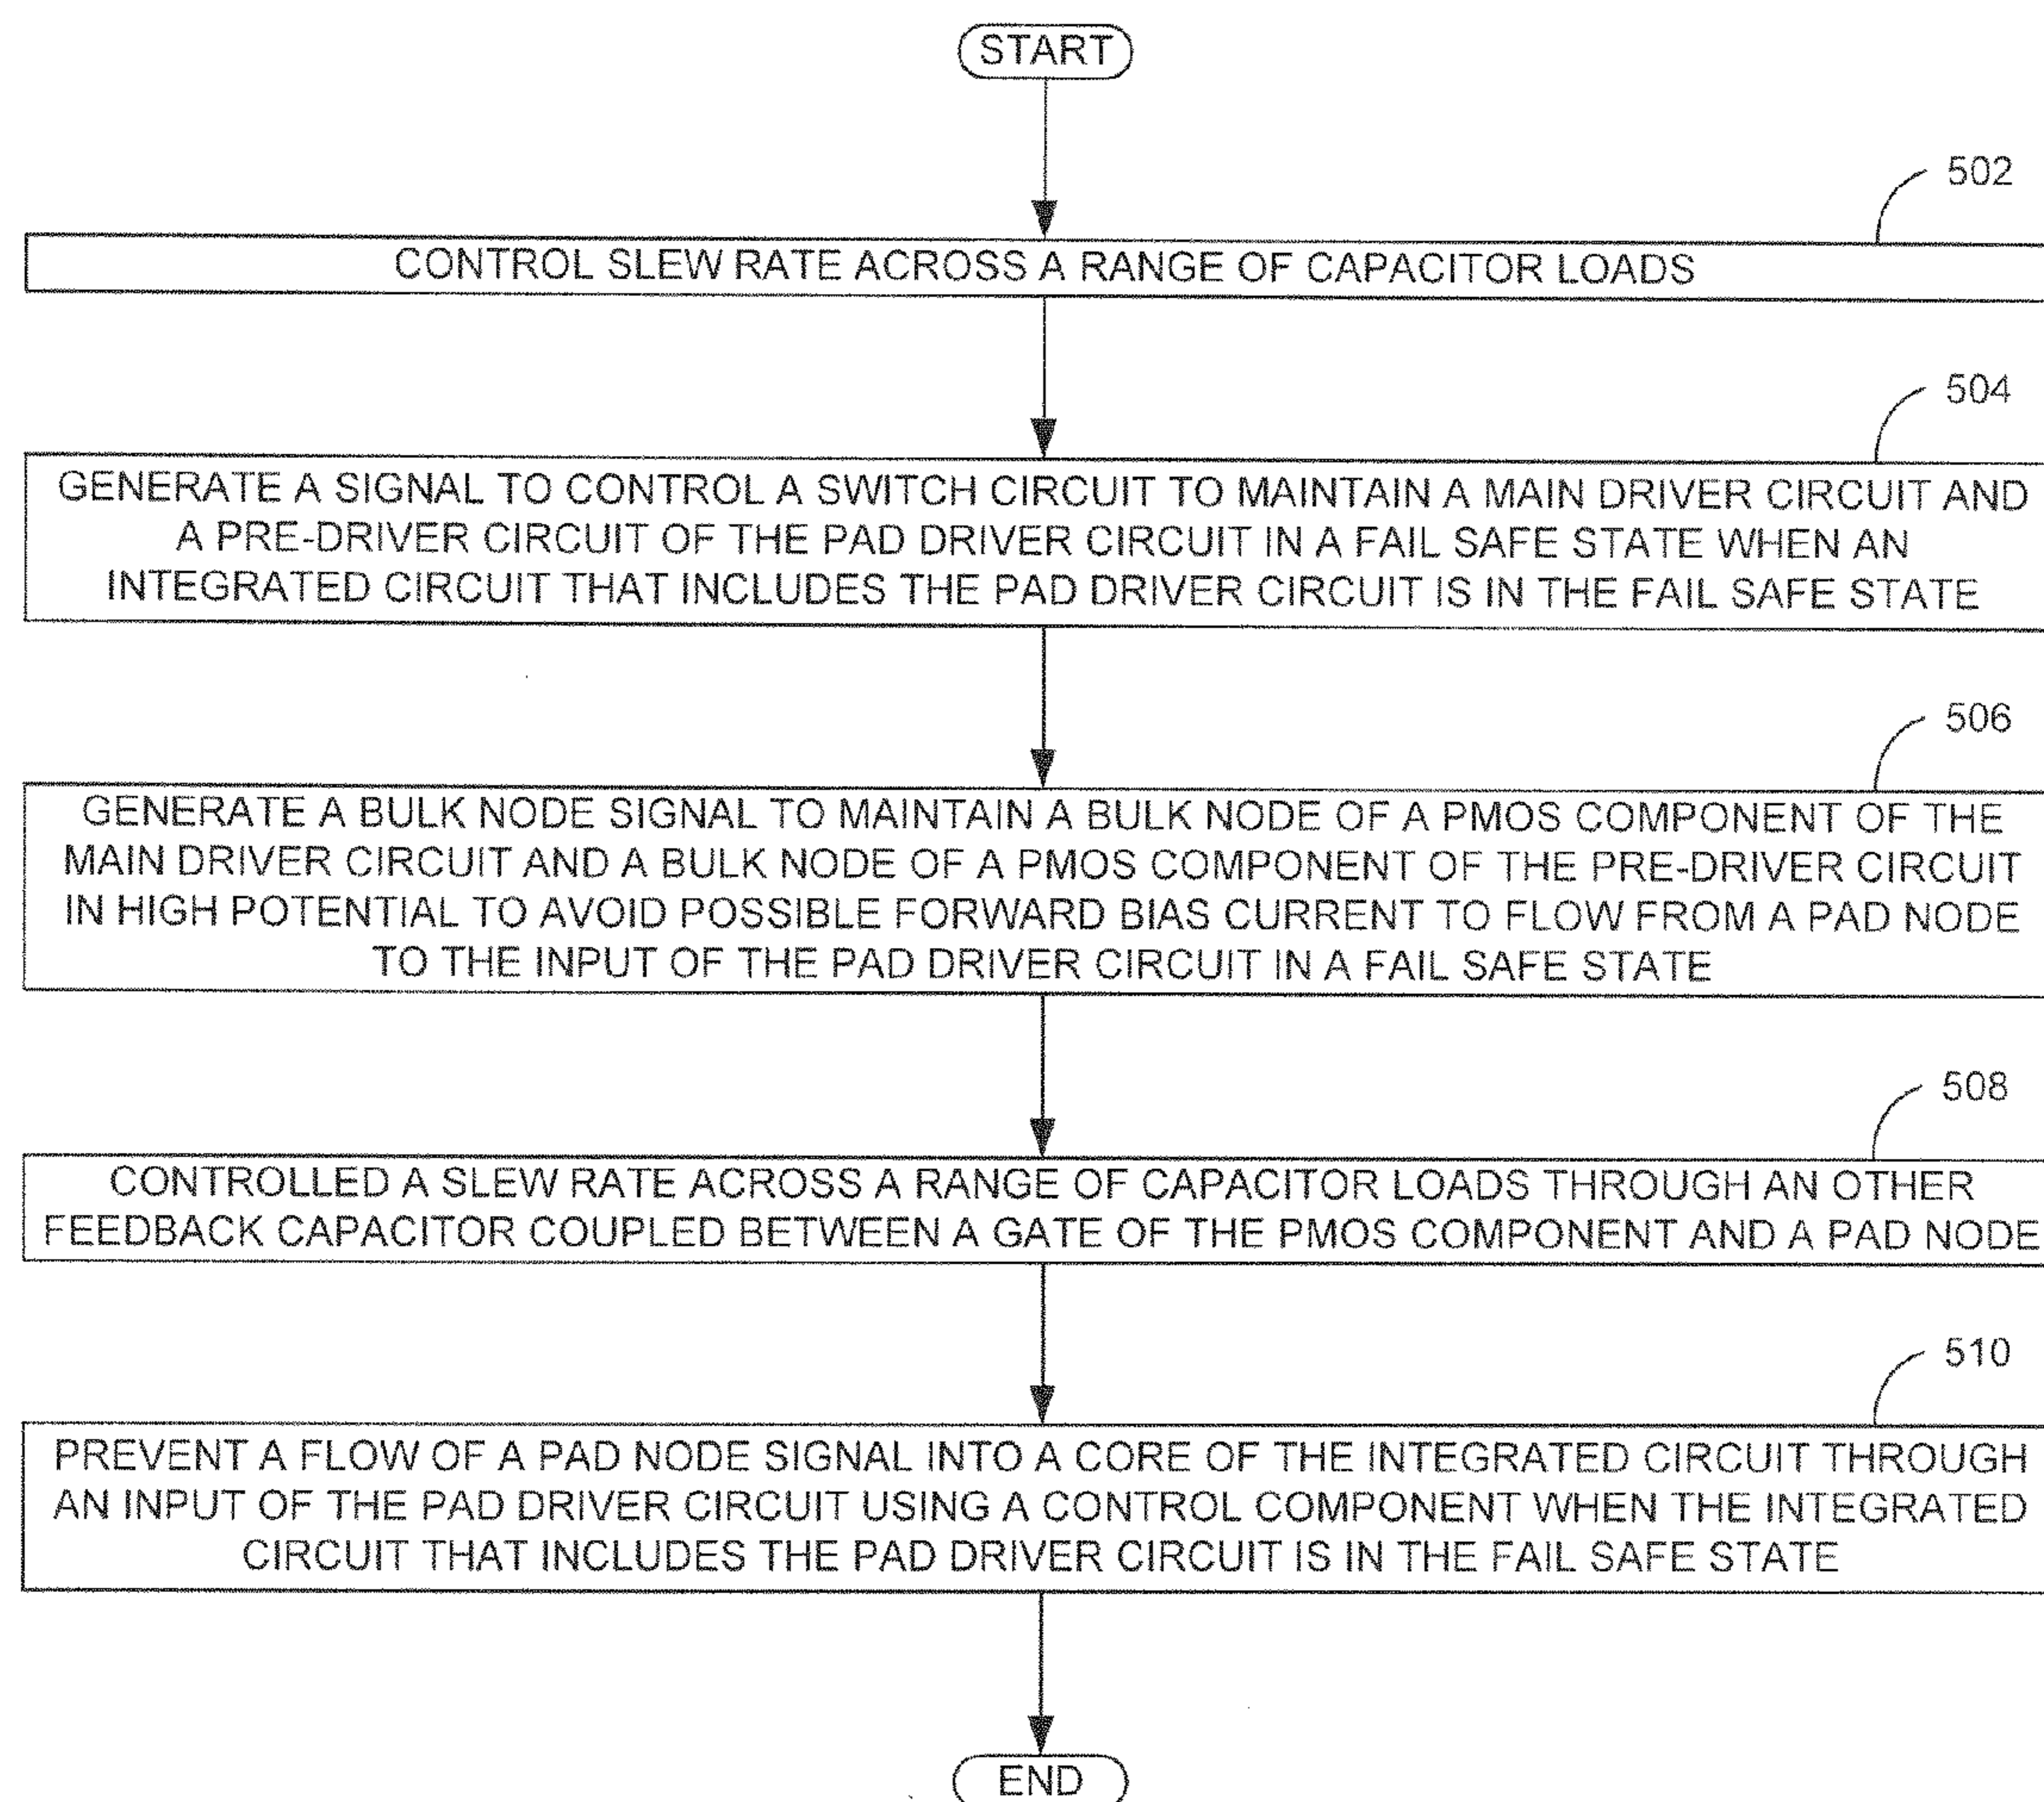 START
502
CONTROL SLEW RATE ACROSS A RANGE OF CAPACITOR LOADS
504
GENERATE A SIGNAL TO CONTROL A SWITCH CIRCUIT TO MAINTAIN A MAIN DRIVER CIRCUIT AND
A PRE-DRIVER CIRCUIT OF THE PAD DRIVER CIRCUIT IN A FAIL SAFE STATE WHEN AN
INTEGRATED CIRCUIT THAT INCLUDES THE PAD DRIVER CIRCUIT IS IN THE FAIL SAFE STATE
506
GENERATE A BULK NODE SIGNAL TO MAINTAIN A BULK NODE OF A PMOS COMPONENT OF THE
MAIN DRIVER CIRCUIT AND A BULK NODE OF A PMOS COMPONENT OF THE PRE-DRIVER CIRCUIT
IN HIGH POTENTIAL TO AVOID POSSIBLE FORWARD BIAS CURRENT TO FLOW FROM A PAD NODE
TO THE INPUT OF THE PAD DRIVER CIRCUIT IN A FAIL SAFE STATE
508
CONTROLLED A SLEW RATE ACROSS A RANGE OF CAPACITOR LOADS THROUGH AN OTHER
FEEDBACK CAPACITOR COUPLED BETWEEN A GATE OF THE PMOS COMPONENT AND A PAD NODE
510
PREVENT A FLOW OF A PAD NODE SIGNAL INTO A CORE OF THE INTEGRATED CIRCUIT THROUGH
AN INPUT OF THE PAD DRIVER CIRCUIT USING A CONTROL COMPONENT WHEN THE INTEGRATED
CIRCUIT THAT INCLUDES THE PAD DRIVER CIRCUIT IS IN THE FAIL SAFE STATE
END